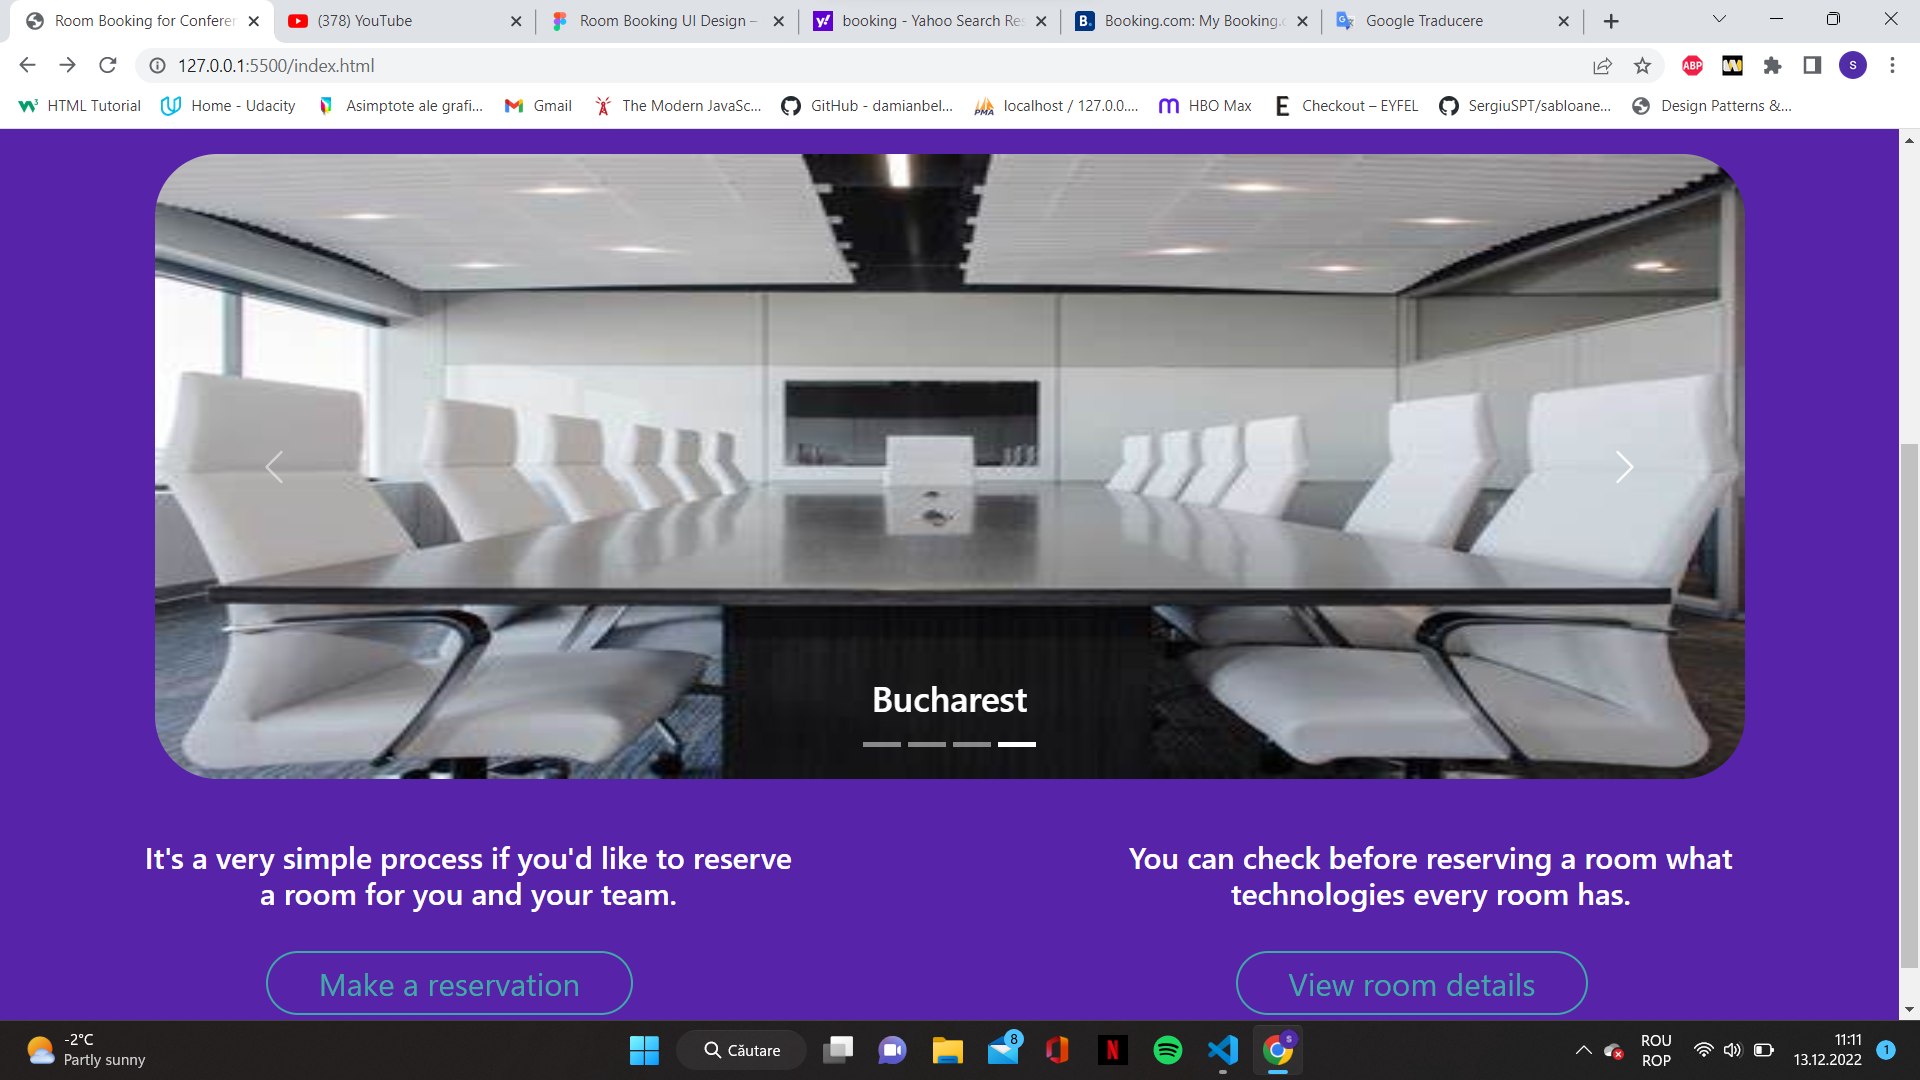 Room Booking for Conferen
(378) YouTube
Room Booking UI Design –
booking - Yahoo Search Res
Booking.com: My Booking.c
Google Traducere
127.0.0.1:5500/index.html
ABP
S
HTML Tutorial
Home - Udacity
Asimptote ale grafi...
Gmail
The Modern JavaSc...
GitHub - damianbel...
PMA
localhost / 127.0.0....
HBO Max
Checkout – EYFEL
SergiuSPT/sabloane...
Design Patterns &...
Bucharest
It's a very simple process if you'd like to reserve
a room for you and your team.
You can check before reserving a room what
technologies every room has.
Make a reservation
View room details
-2°C
Partly sunny
Căutare
8
ROU
ROP
11:11
13.12.2022
1